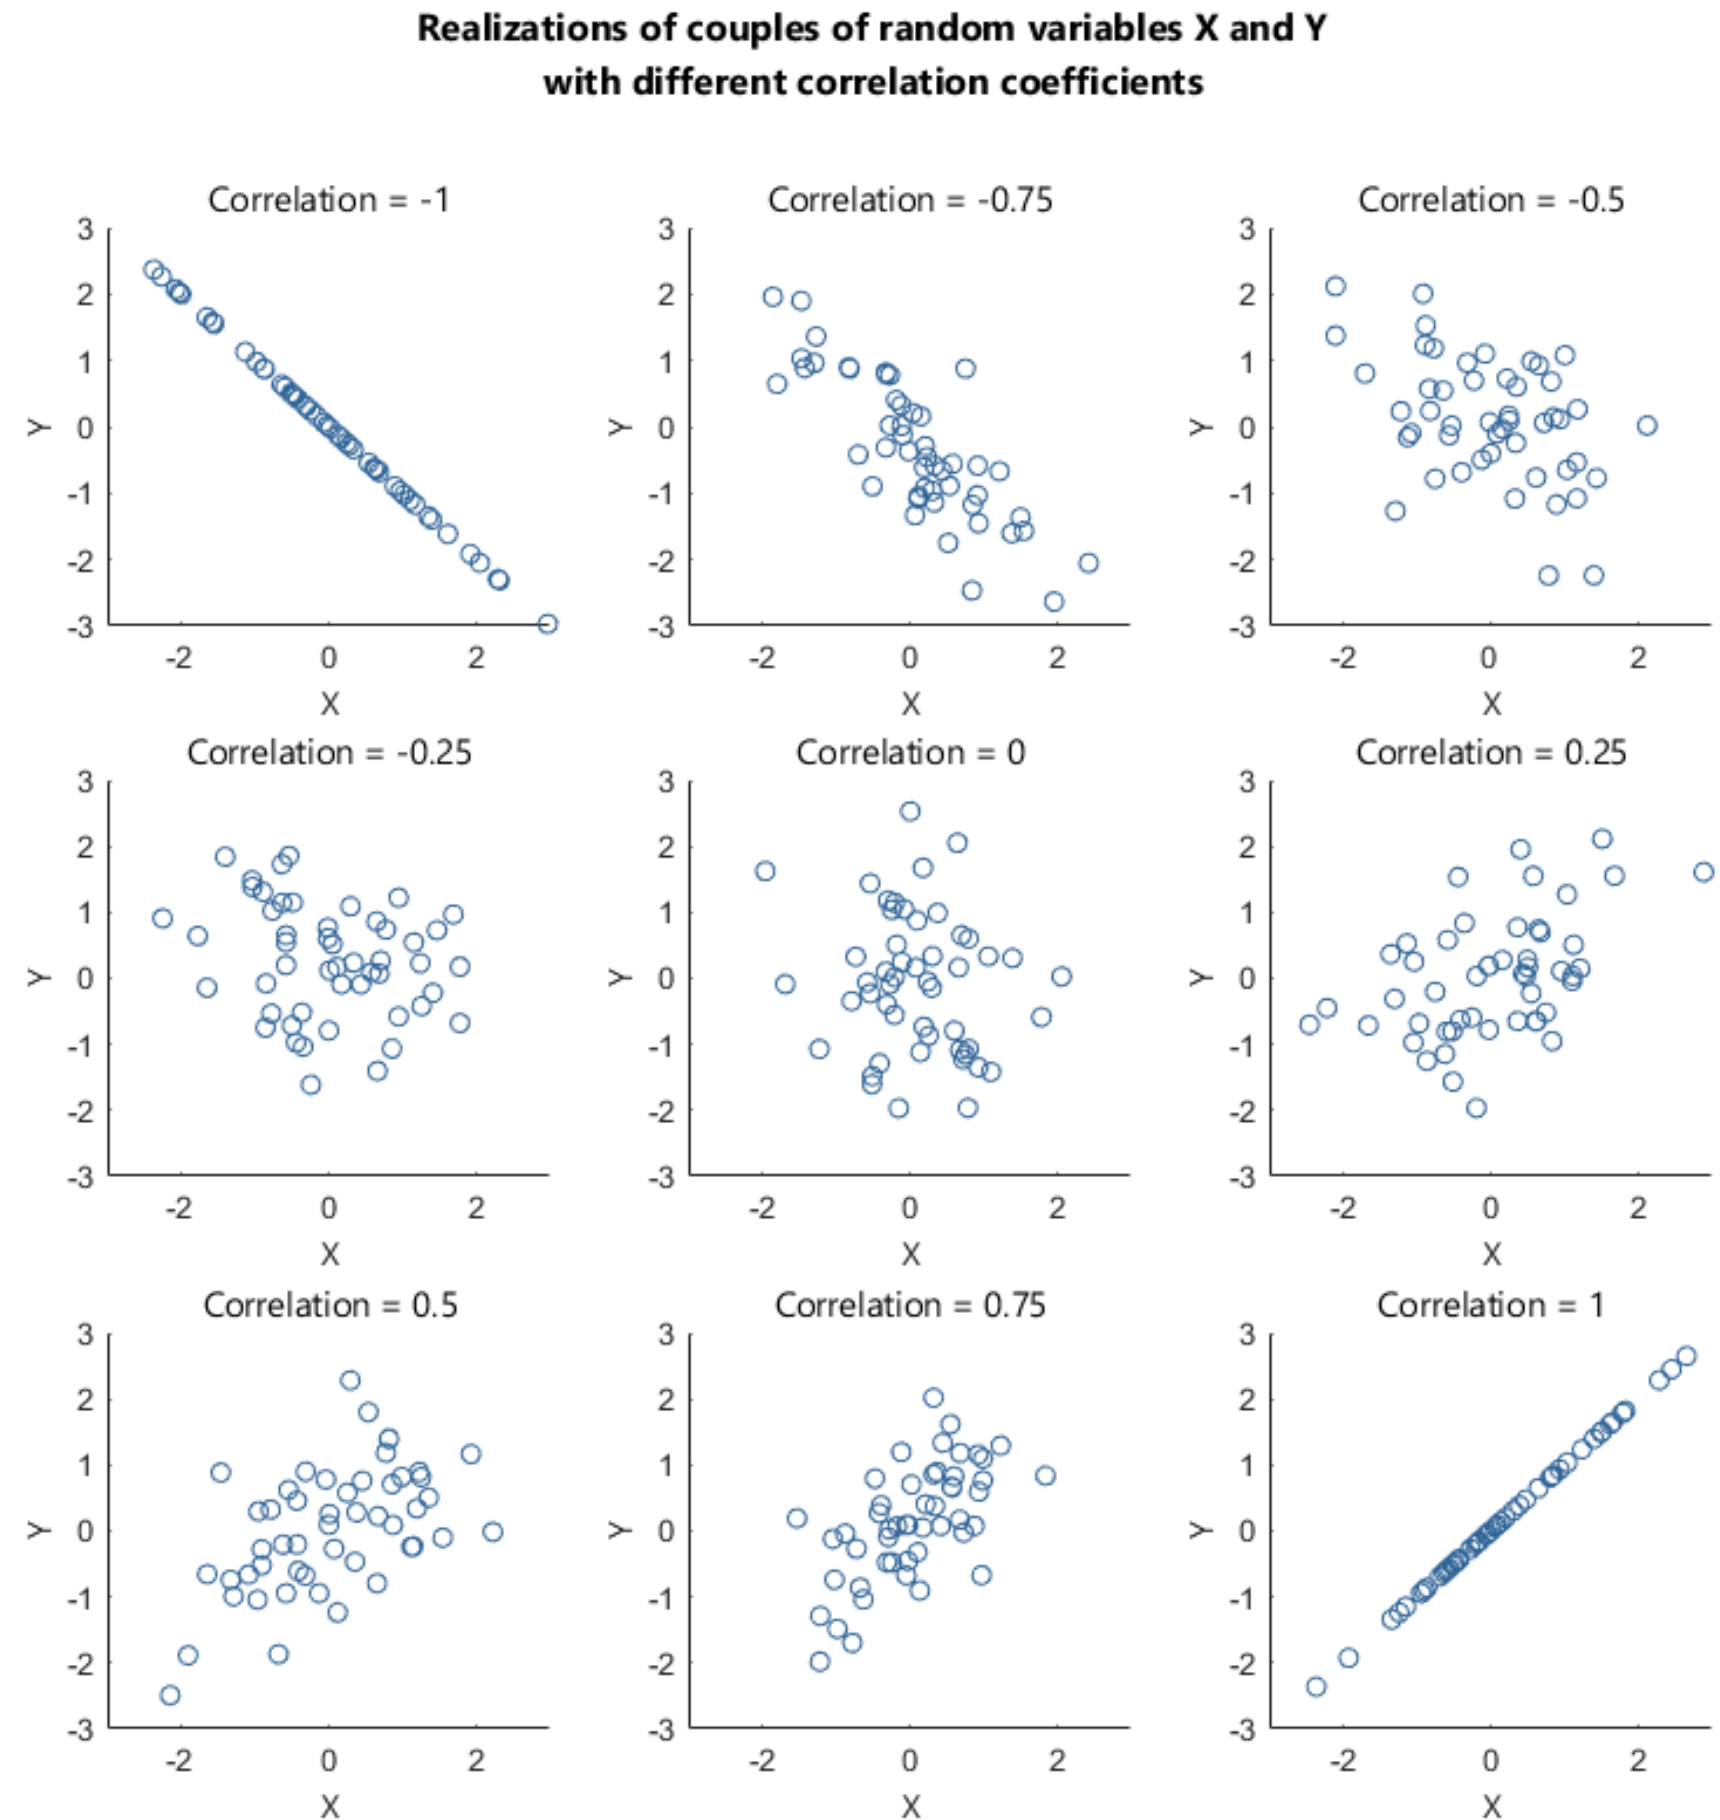 Realizations of couples of random variables X and Y
with different correlation coefficients
Correlation = -1
3
2
1
0
-1
-2
-3
Y
-2 0 2
X
Correlation = -0.75
3
2
1
0
-1
-2
-3
Y
-2 0 2
X
Correlation = -0.5
3
2
1
0
-1
-2
-3
Y
-2 0 2
X
Correlation = -0.25
3
2
1
0
-1
-2
-3
Y
-2 0 2
X
Correlation = 0
3
2
1
0
-1
-2
-3
Y
-2 0 2
X
Correlation = 0.25
3
2
1
0
-1
-2
-3
Y
-2 0 2
X
Correlation = 0.5
3
2
1
0
-1
-2
-3
Y
-2 0 2
X
Correlation = 0.75
3
2
1
0
-1
-2
-3
Y
-2 0 2
X
Correlation = 1
3
2
1
0
-1
-2
-3
Y
-2 0 2
X